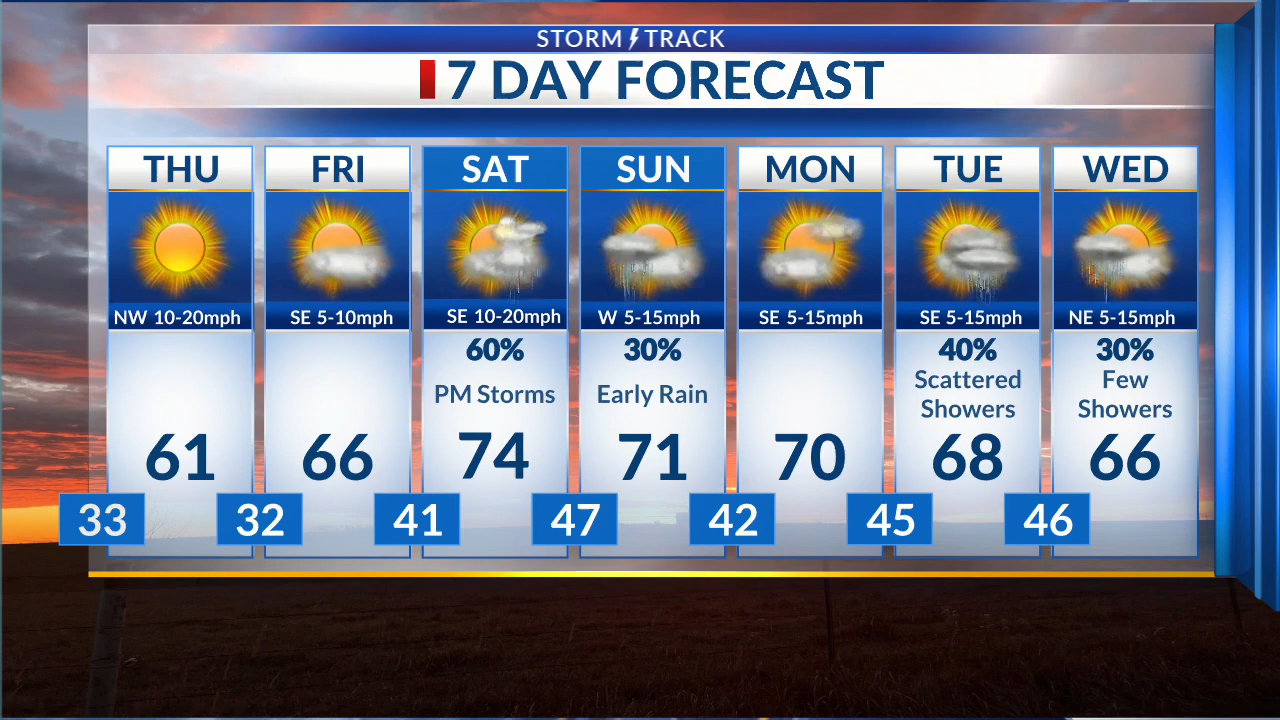 STORM TRACK
7 DAY FORECAST
THU FRI SAT SUN MON TUE WED
NW 10-20mph SE 5-10mph SE 10-20mph W 5-15mph SE 5-15mph SE 5-15mph NE 5-15mph
60% 30% 40% 30%
PM Storms Early Rain Scattered Showers Few Showers
61 66 74 71 70 68 66
33 32 41 47 42 45 46